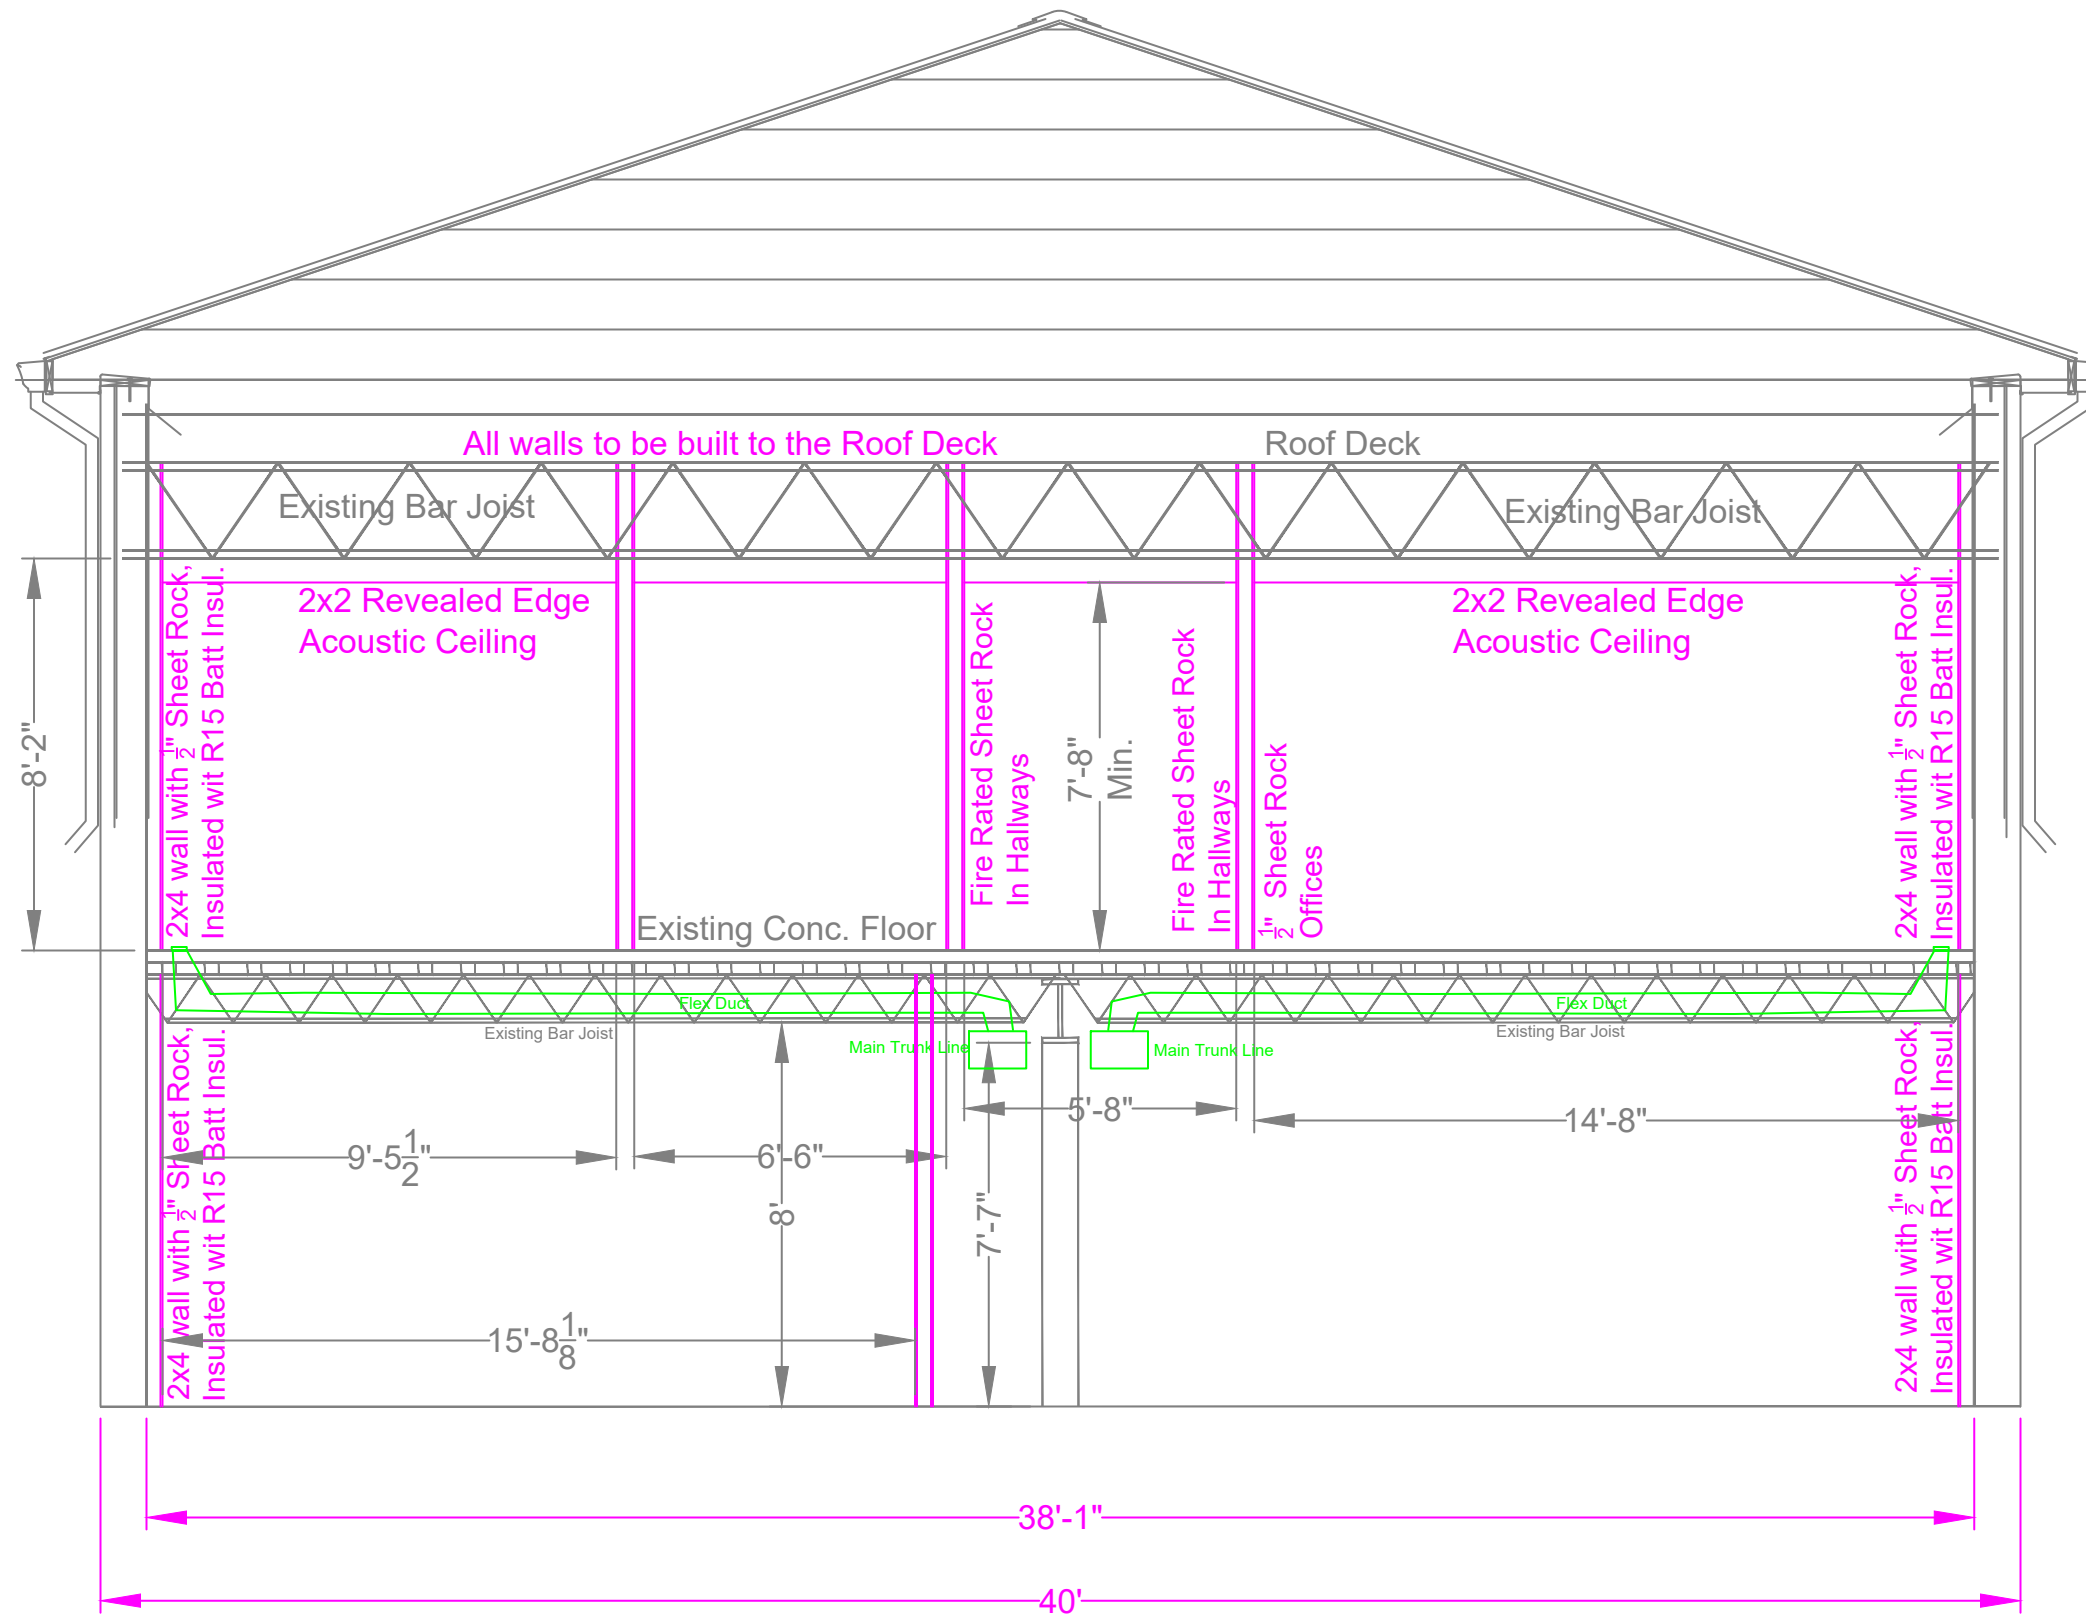 All walls to be built to the Roof Deck
Roof Deck
Existing Bar Joist
Existing Bar Joist
2x2 Revealed Edge
Acoustic Ceiling
2x2 Revealed Edge
Acoustic Ceiling
8'-2"
2x4 wall with 1/2" Sheet Rock,
Insulated wit R15 Batt Insul.
Fire Rated Sheet Rock
In Hallways
7'-8"
Min.
Fire Rated Sheet Rock
In Hallways
1/2" Sheet Rock
Offices
2x4 wall with 1/2" Sheet Rock,
Insulated wit R15 Batt Insul.
Existing Conc. Floor
Flex Duct
Flex Duct
Existing Bar Joist
Existing Bar Joist
Main Trunk Line
Main Trunk Line
2x4 wall with 1/2" Sheet Rock,
Insulated wit R15 Batt Insul.
2x4 wall with 1/2" Sheet Rock,
Insulated wit R15 Batt Insul.
5'-8"
14'-8"
9'-5 1/2"
6'-6"
8'
7'-7"
15'-8 1/8"
38'-1"
40'